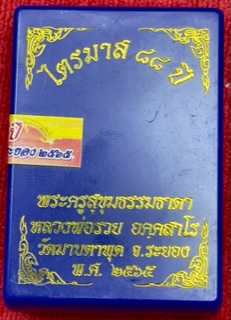 ไตรมาส ๘๘ ปี
ปี
ระยอง ๒๕๖๕
พระครูสุขุมธรรมธาดา
หลวงพ่อรวย อคฺคสาโร
วัดมาบตาพุด จ.ระยอง
พ.ศ. ๒๕๖๕